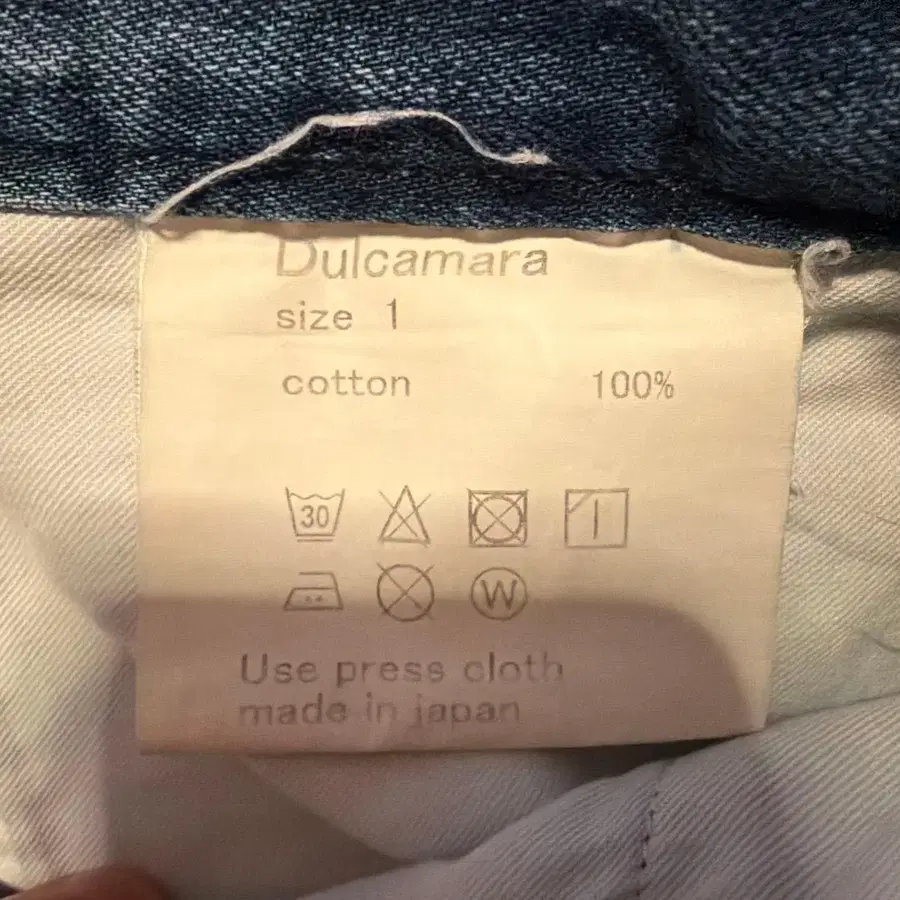 Dulcamara
size 1
cotton 100%
30
W
Use press cloth
made in japan